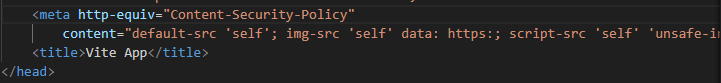 <meta http-equiv="Content-Security-Policy"
content="default-src 'self'; img-src 'self' data: https:; script-src 'self' 'unsafe-i
<title>Vite App</title>
</head>